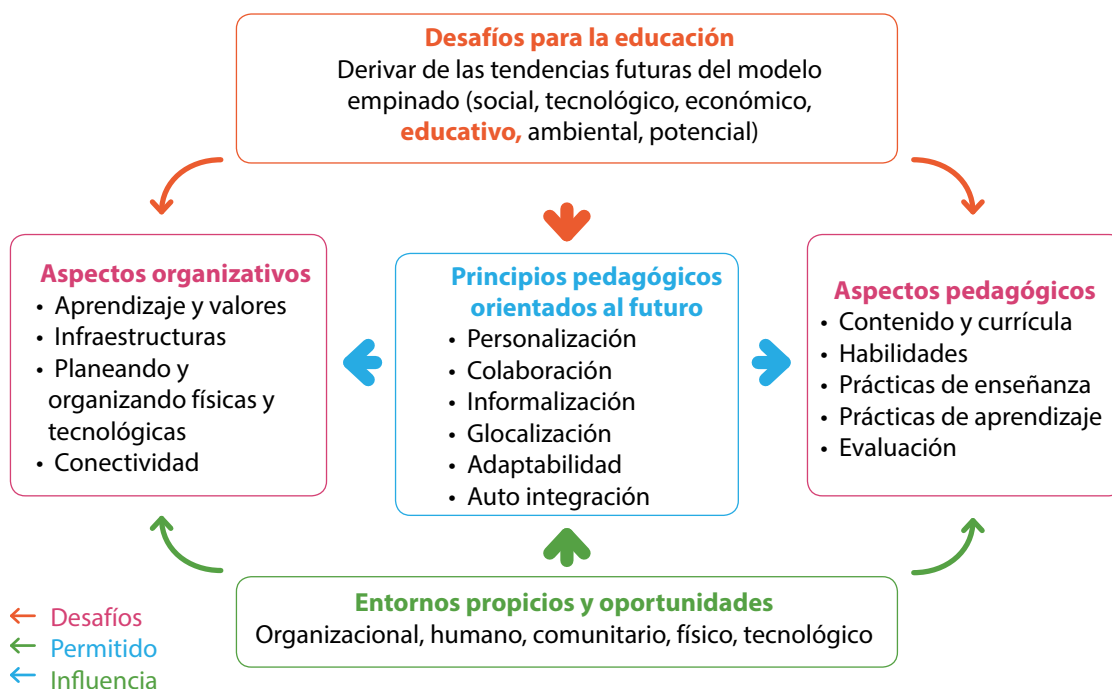 Desafíos para la educación
Derivar de las tendencias futuras del modelo
empinado (social, tecnológico, económico,
educativo, ambiental, potencial)
Aspectos organizativos
• Aprendizaje y valores
• Infraestructuras
• Planeando y
organizando físicas y
tecnológicas
• Conectividad
Principios pedagógicos
orientados al futuro
• Personalización
• Colaboración
• Informalización
• Glocalización
• Adaptabilidad
• Auto integración
Aspectos pedagógicos
• Contenido y currícula
• Habilidades
• Prácticas de enseñanza
• Prácticas de aprendizaje
• Evaluación
Entornos propicios y oportunidades
Organizacional, humano, comunitario, físico, tecnológico
Desafíos
Permitido
Influencia